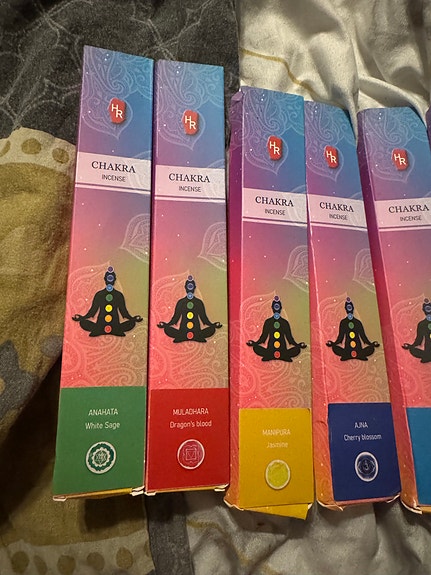 HR
CHAKRA
INCENSE
ANAHATA
White Sage
HR
CHAKRA
INCENSE
MULADHARA
Dragon's blood
HR
CHAKRA
INCENSE
MANIPURA
Jasmine
HR
CHAKRA
INCENSE
AJNA
Cherry blossom
HR
CHAKRA
INCENSE